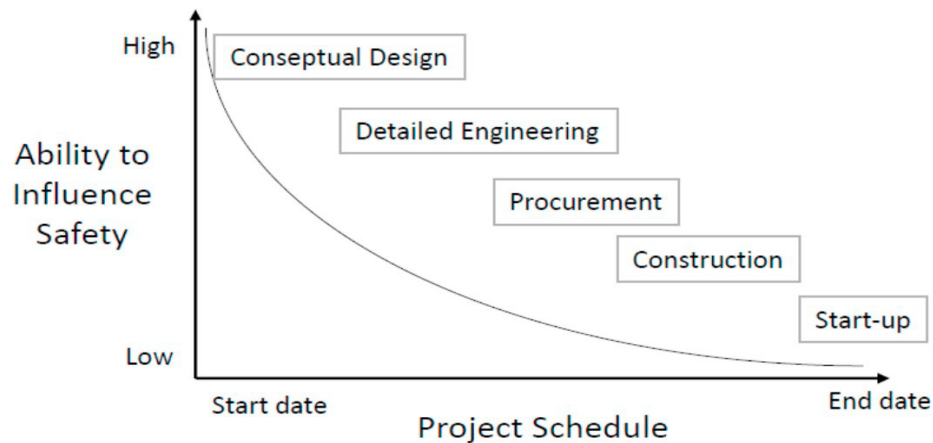 High
Conseptual Design
Detailed Engineering
Ability to
Influence
Safety
Procurement
Construction
Start-up
Low
Start date
End date
Project Schedule